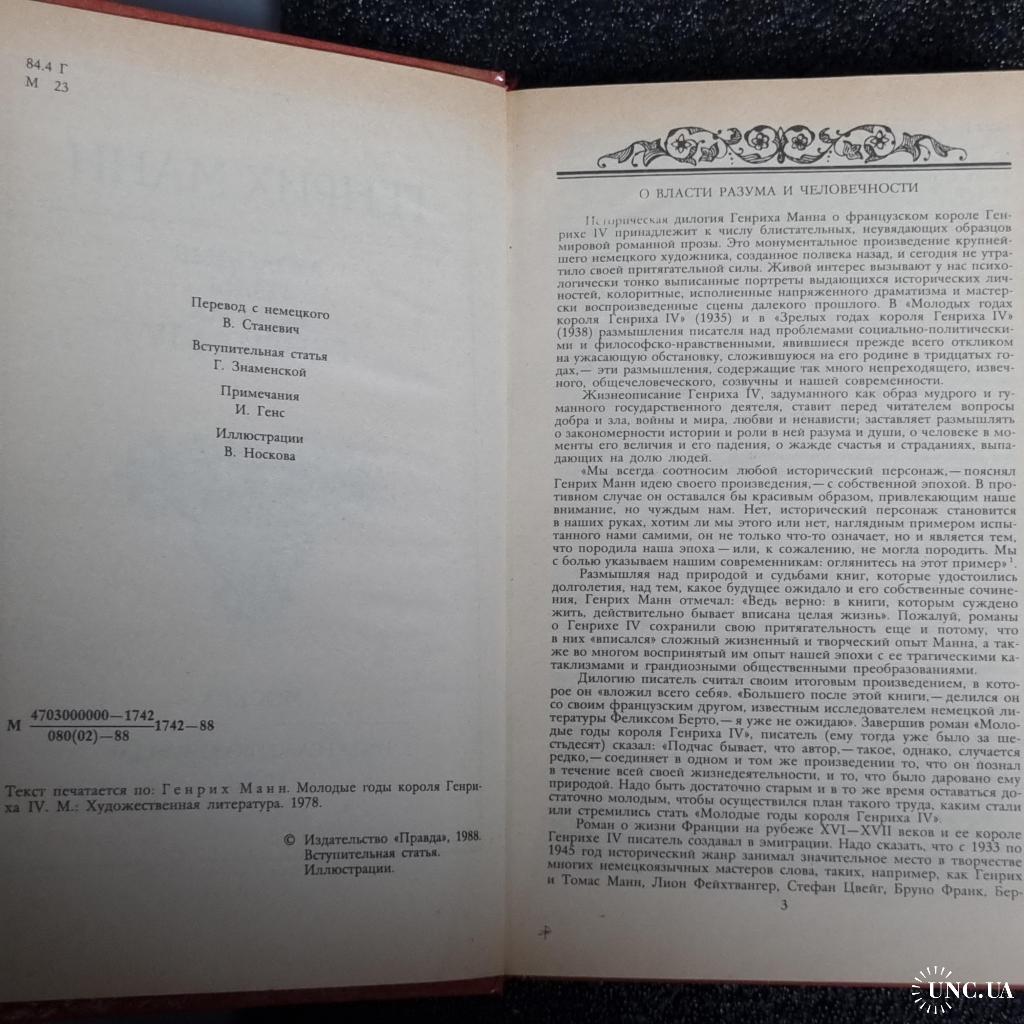 84.4 Г
М 23
Перевод с немецкого
В. Станевич
Вступительная статья
Г. Знаменской
Примечания
И. Генс
Иллюстрации
В. Носкова
М 4703000000—1742 1742—88
080(02)—88
Текст печатается по: Генрих Манн. Молодые годы короля Генри-
ха IV. М.: Художественная литература. 1978.
© Издательство «Правда», 1988.
Вступительная статья.
Иллюстрации.
О ВЛАСТИ РАЗУМА И ЧЕЛОВЕЧНОСТИ
Историческая дилогия Генриха Манна о французском короле Ген-
рихе IV принадлежит к числу блистательных, неувядающих образцов
мировой романной прозы. Это монументальное произведение крупней-
шего немецкого художника, созданное полвека назад, и сегодня не утра-
тило своей притягательной силы. Живой интерес вызывают у нас психо-
логически тонко выписанные портреты выдающихся исторических лич-
ностей, колоритные, исполненные напряженного драматизма и мастер-
ски воспроизведенные сцены далекого прошлого. В «Молодых годах
короля Генриха IV» (1935) и в «Зрелых годах короля Генриха IV»
(1938) размышления писателя над проблемами социально-политически-
ми и философско-нравственными, явившиеся прежде всего откликом
на ужасающую обстановку, сложившуюся на его родине в тридцатых го-
дах,— эти размышления, содержащие так много непреходящего, извеч-
ного, общечеловеческого, созвучны и нашей современности.
Жизнеописание Генриха IV, задуманного как образ мудрого и гу-
манного государственного деятеля, ставит перед читателем вопросы
добра и зла, войны и мира, любви и ненависти; заставляет размышлять
о закономерности истории и роли в ней разума и души, о человеке в мо-
менты его величия и его падения, о жажде счастья и страданиях, выпа-
дающих на долю людей.
«Мы всегда соотносим любой исторический персонаж,— пояснял
Генрих Манн идею своего произведения,— с собственной эпохой. В про-
тивном случае он оставался бы красивым образом, привлекающим наше
внимание, но чуждым нам. Нет, исторический персонаж становится
в наших руках, хотим ли мы этого или нет, наглядным примером испы-
танного нами самими, он не только что-то означает, но и является тем,
что породила наша эпоха — или, к сожалению, не могла породить. Мы
с болью указываем нашим современникам: оглянитесь на этот пример»¹.
Размышляя над природой и судьбами книг, которые удостоились
долголетия, над тем, какое будущее ожидало и его собственные сочине-
ния, Генрих Манн отмечал: «Ведь верно: в книги, которым суждено
жить, действительно бывает вписана целая жизнь». Пожалуй, романы
о Генрихе IV сохранили свою притягательность еще и потому, что
в них «вписался» сложный жизненный и творческий опыт Манна, а так-
же во многом воспринятый им опыт нашей эпохи с ее трагическими ка-
таклизмами и грандиозными общественными преобразованиями.
Дилогию писатель считал своим итоговым произведением, в кото-
рое он «вложил всего себя». «Большего после этой книги,— делился он
со своим французским другом, известным исследователем немецкой ли-
тературы Феликсом Берто,— я уже не ожидаю». Завершив роман «Моло-
дые годы короля Генриха IV», писатель (ему тогда уже было за ше-
стьдесят) сказал: «Подчас бывает, что автор,— такое, однако, случается
редко,— соединяет в одном и том же произведении то, что он познал
в течение всей своей жизнедеятельности, и то, что было даровано ему
природой. Надо быть достаточно старым и в то же время оставаться до-
статочно молодым, чтобы осуществился план такого труда, каким стали
или стремились стать «Молодые годы короля Генриха IV».
Роман о жизни Франции на рубеже XVI—XVII веков и ее короле
Генрихе IV писатель создавал в эмиграции. Надо сказать, что с 1933 по
1945 год исторический жанр занимал значительное место в творчестве
многих немецкоязычных мастеров слова, таких, например, как Генрих
и Томас Манн, Лион Фейхтвангер, Стефан Цвейг, Бруно Франк, Бер-
3
UNC.UA